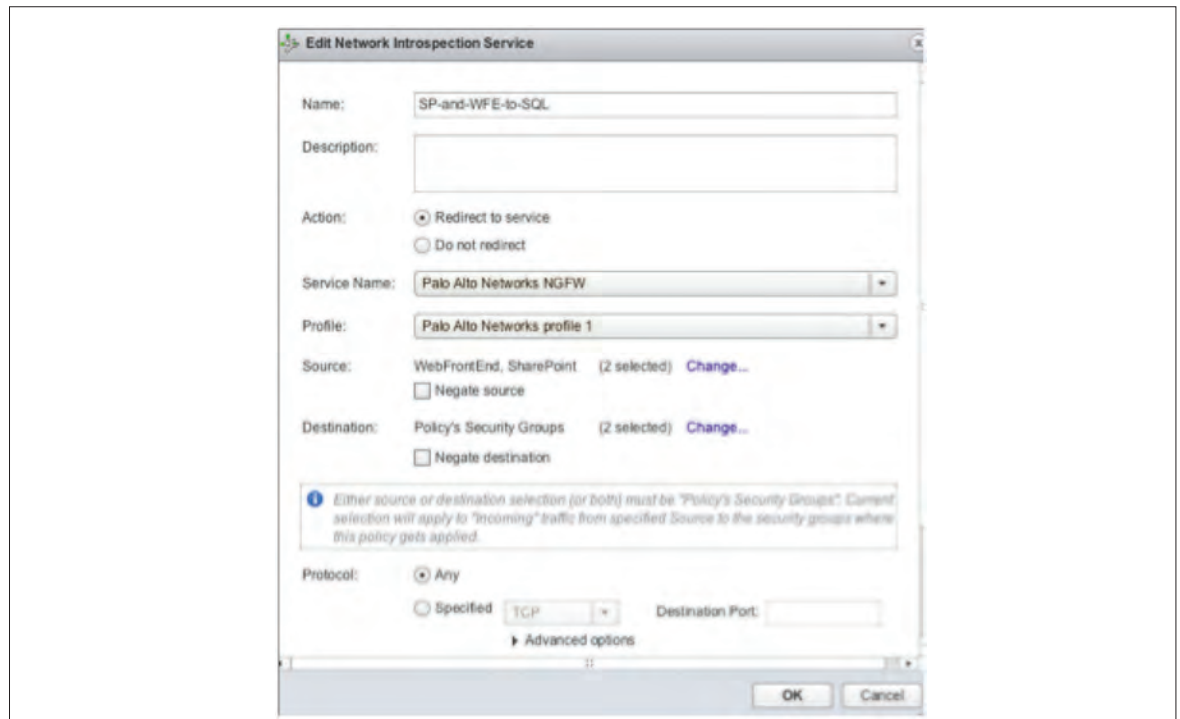 Edit Network Introspection Service
Name: SP-and-WFE-to-SQL
Description:
Action: Redirect to service
Do not redirect
Service Name: Palo Alto Networks NGFW
Profile: Palo Alto Networks profile 1
Source: WebFrontEnd, SharePoint (2 selected) Change...
Negate source
Destination: Policy's Security Groups (2 selected) Change...
Negate destination
Either source or destination selection (or both) must be "Policy's Security Groups". Current
selection will apply to "incoming" traffic from specified Source to the security groups where
this policy gets applied.
Protocol: Any
Specified TCP Destination Port:
Advanced options
OK Cancel